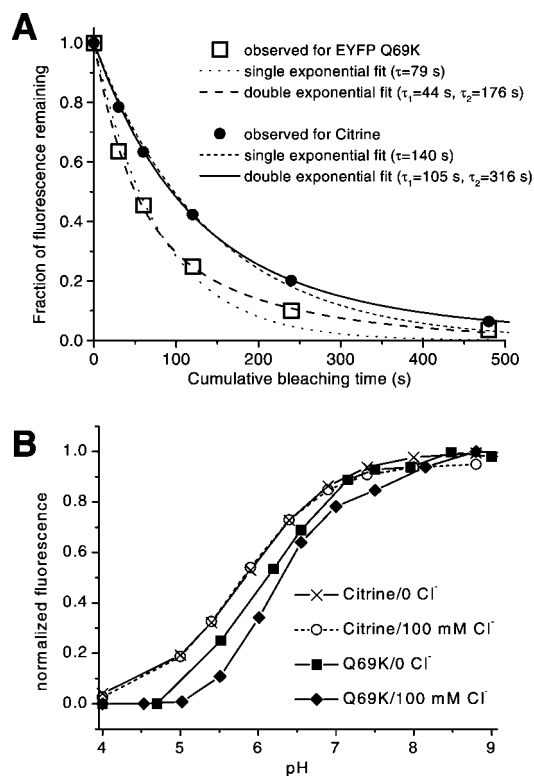 A
1.0
0.8
0.6
0.4
0.2
0.0
Fraction of fluorescence remaining
observed for EYFP Q69K
single exponential fit (τ=79 s)
double exponential fit (τ₁=44 s, τ₂=176 s)
observed for Citrine
single exponential fit (τ=140 s)
double exponential fit (τ₁=105 s, τ₂=316 s)
0 100 200 300 400 500
Cumulative bleaching time (s)
B
1.0
0.8
0.6
0.4
0.2
0.0
normalized fluorescence
Citrine/0 Cl⁻
Citrine/100 mM Cl⁻
Q69K/0 Cl⁻
Q69K/100 mM Cl⁻
4 5 6 7 8 9
pH